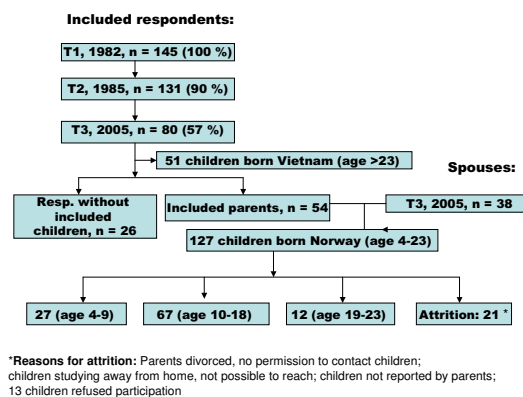 Included respondents:
T1, 1982, n = 145 (100 %)
T2, 1985, n = 131 (90 %)
T3, 2005, n = 80 (57 %)
51 children born Vietnam (age >23)
Spouses:
Resp. without
included
children, n = 26
Included parents, n = 54
T3, 2005, n = 38
127 children born Norway (age 4-23)
27 (age 4-9)
67 (age 10-18)
12 (age 19-23)
Attrition: 21 *
*Reasons for attrition: Parents divorced, no permission to contact children;
children studying away from home, not possible to reach; children not reported by parents;
13 children refused participation